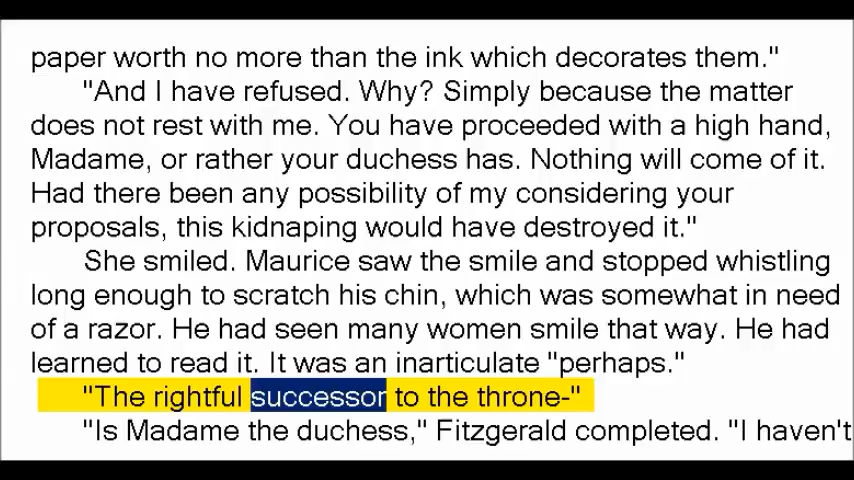 paper worth no more than the ink which decorates them."
"And I have refused. Why? Simply because the matter
does not rest with me. You have proceeded with a high hand,
Madame, or rather your duchess has. Nothing will come of it.
Had there been any possibility of my considering your
proposals, this kidnaping would have destroyed it."
She smiled. Maurice saw the smile and stopped whistling
long enough to scratch his chin, which was somewhat in need
of a razor. He had seen many women smile that way. He had
learned to read it. It was an inarticulate "perhaps."
"The rightful successor to the throne-"
"Is Madame the duchess," Fitzgerald completed. "I haven't